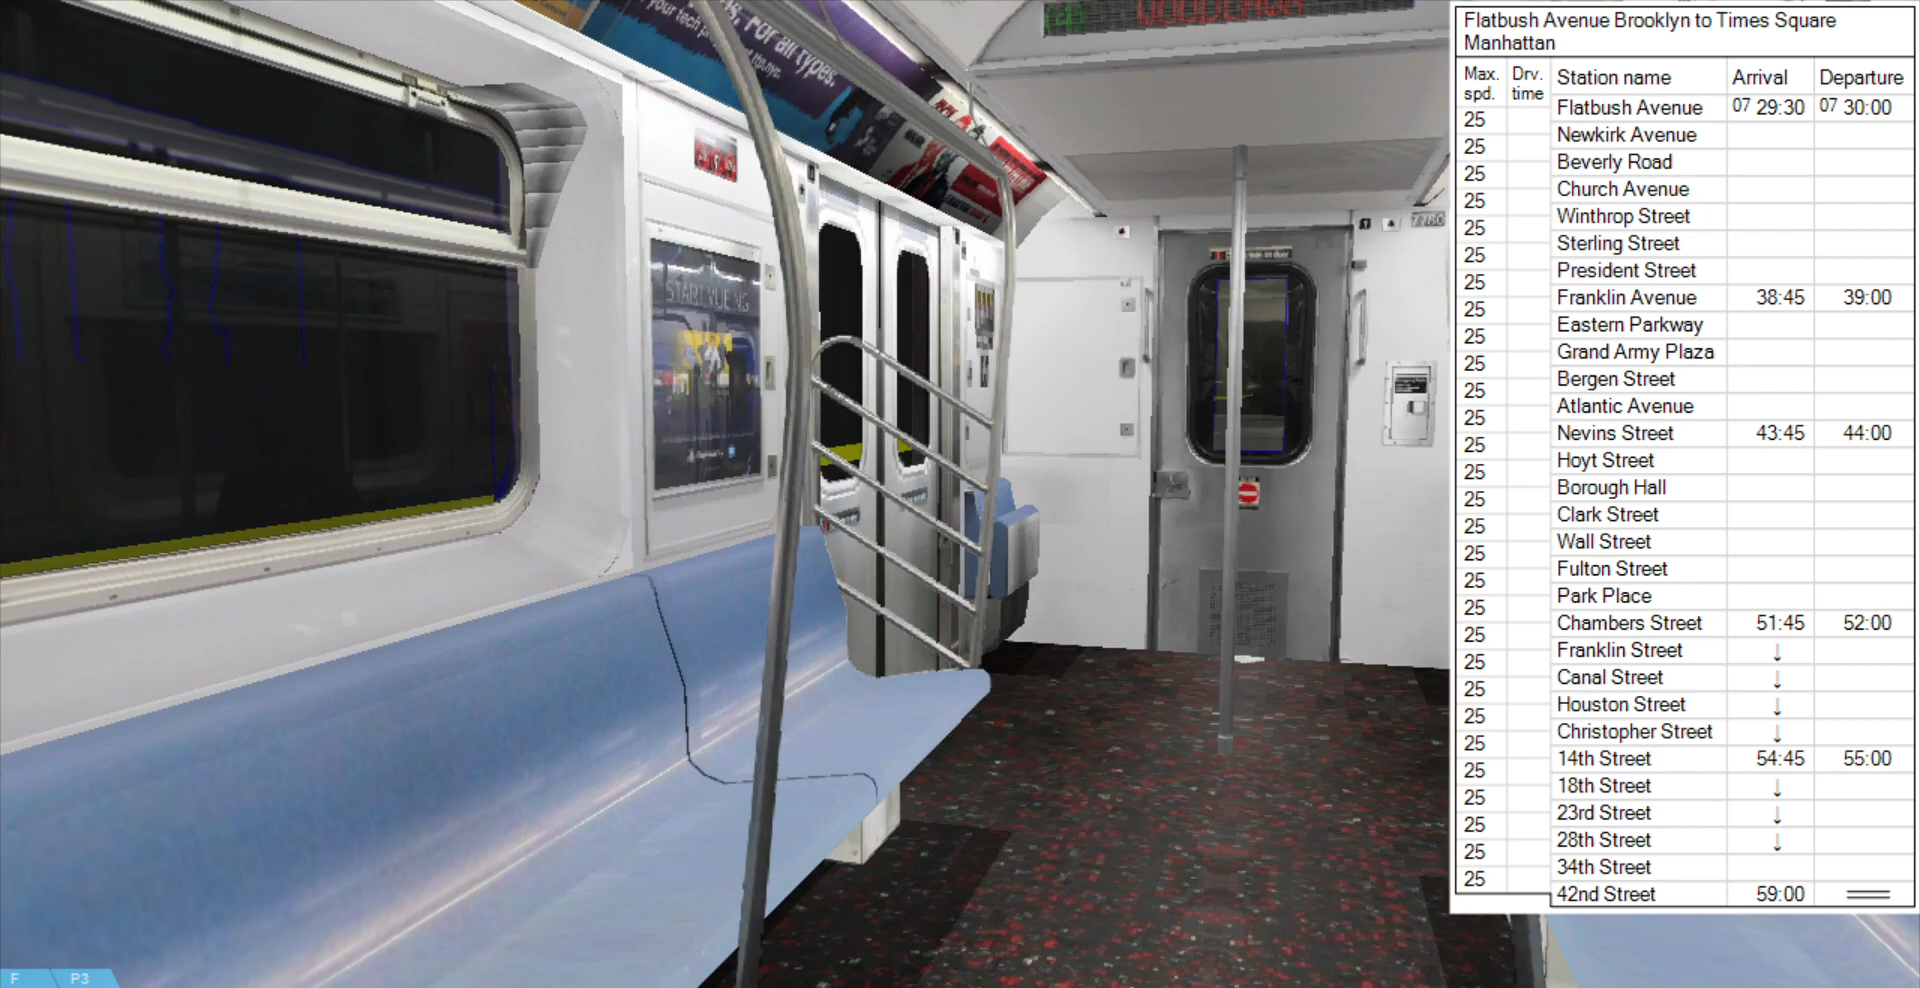 for all types.
your tech
START VIEWING
7780
Flatbush Avenue Brooklyn to Times Square
Manhattan
Max. spd. Drv. time Station name Arrival Departure
Flatbush Avenue 07 29:30 07 30:00
25
Newkirk Avenue
25
Beverly Road
25
Church Avenue
25
Winthrop Street
25
Sterling Street
25
President Street
25
Franklin Avenue 38:45 39:00
25
Eastern Parkway
25
Grand Army Plaza
25
Bergen Street
25
Atlantic Avenue
25
Nevins Street 43:45 44:00
25
Hoyt Street
25
Borough Hall
25
Clark Street
25
Wall Street
25
Fulton Street
25
Park Place
25
Chambers Street 51:45 52:00
25
Franklin Street ↓
25
Canal Street ↓
25
Houston Street ↓
25
Christopher Street ↓
25
14th Street 54:45 55:00
25
18th Street ↓
25
23rd Street ↓
25
28th Street ↓
25
34th Street
25
42nd Street 59:00
F P3